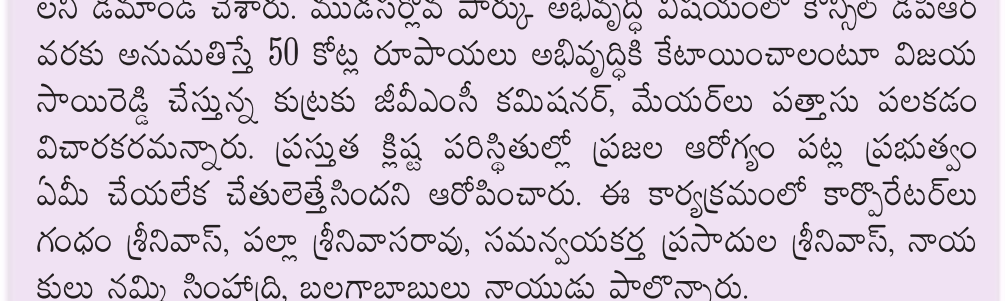 లని డిమాండ్ చేశారు. ముడసర్లోవ పార్కు అభివృద్ధి విషయంలో కౌన్సిల్ డీపీఆర్
వరకు అనుమతిస్తే 50 కోట్ల రూపాయలు అభివృద్ధికి కేటాయించాలంటూ విజయ
సాయిరెడ్డి చేస్తున్న కుట్రకు జీవీఎంసీ కమిషనర్, మేయర్‌లు పత్తాసు పలకడం
విచారకరమన్నారు. ప్రస్తుత క్లిష్ట పరిస్థితుల్లో ప్రజల ఆరోగ్యం పట్ల ప్రభుత్వం
ఏమీ చేయలేక చేతులెత్తేసిందని ఆరోపించారు. ఈ కార్యక్రమంలో కార్పొరేటర్‌లు
గంధం శ్రీనివాస్, పల్లా శ్రీనివాసరావు, సమన్వయకర్త ప్రసాదుల శ్రీనివాస్, నాయ
కులు నమ్మి సింహాద్రి, బలగాబాబులు నాయుడు పాల్గొన్నారు.